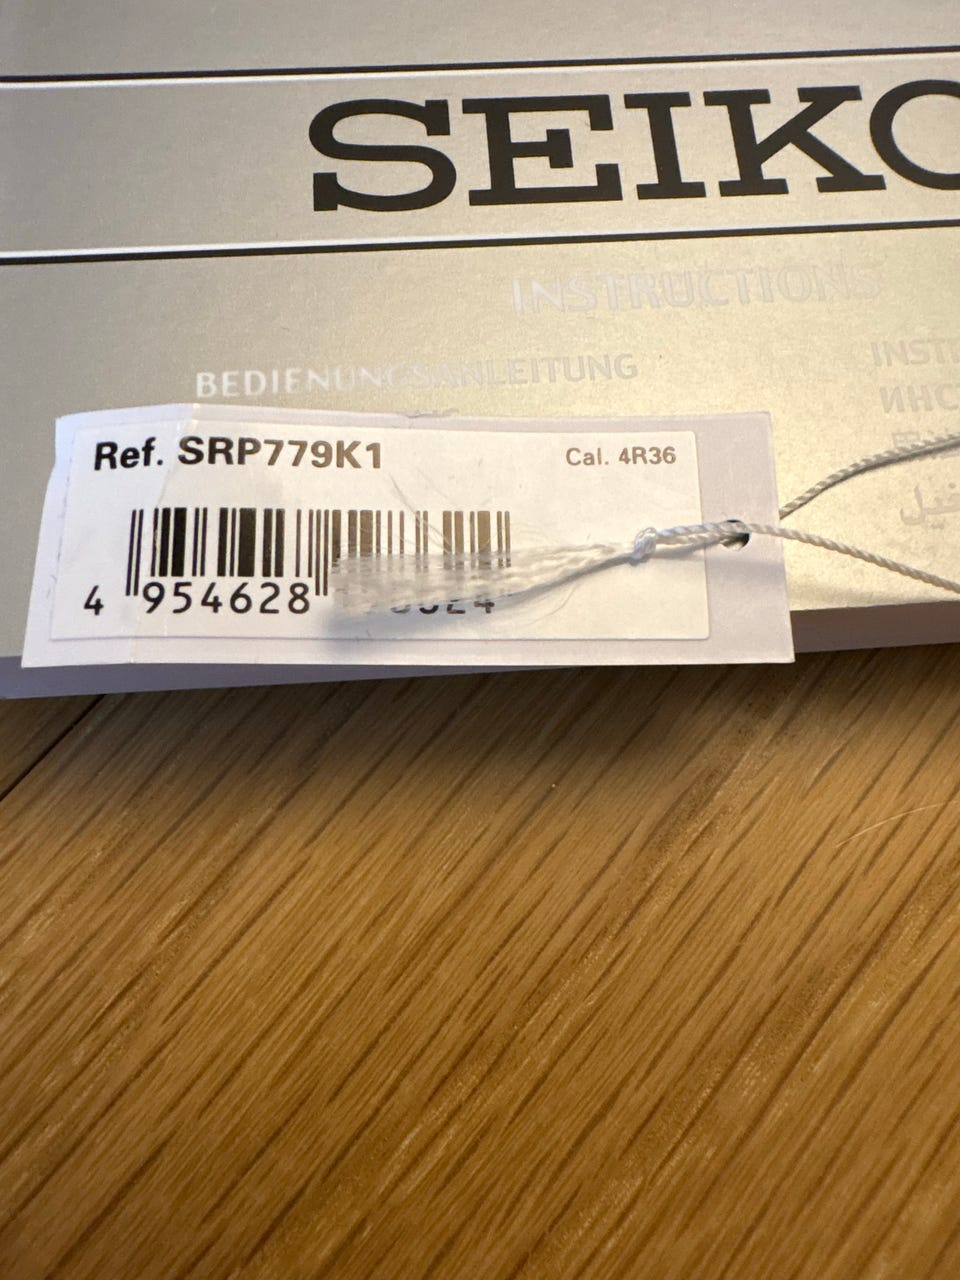 SEIKO
INSTRUCTIONS
BEDIENUNGSANLEITUNG
Ref. SRP779K1
Cal. 4R36
4 954628